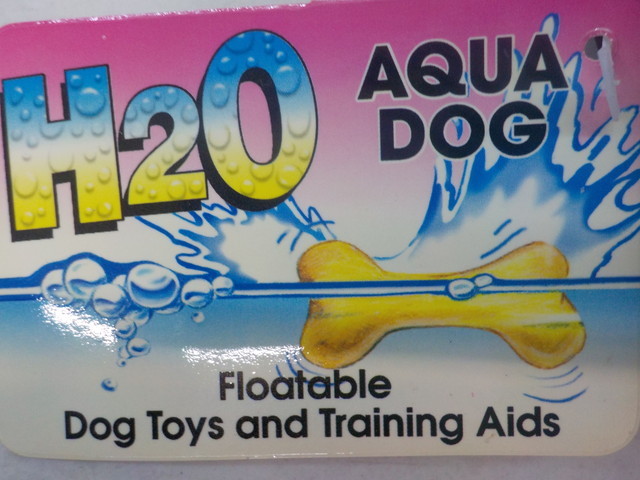 H2O
AQUA
DOG
Floatable
Dog Toys and Training Aids